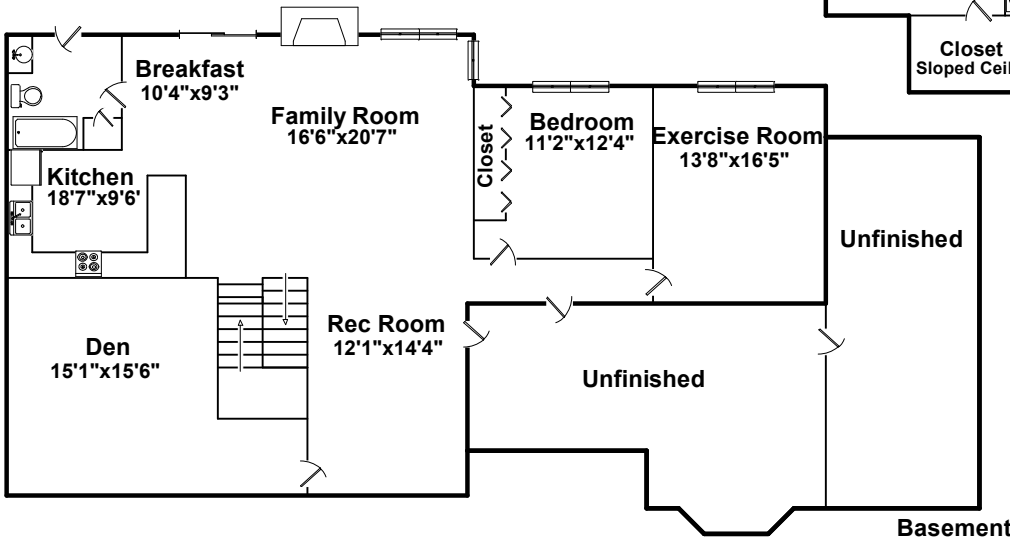 Closet
Sloped Ceil
Breakfast
10'4"x9'3"
Family Room
16'6"x20'7"
Closet
Bedroom
11'2"x12'4"
Exercise Room
13'8"x16'5"
Kitchen
18'7"x9'6'
Unfinished
Den
15'1"x15'6"
Rec Room
12'1"x14'4"
Unfinished
Basement